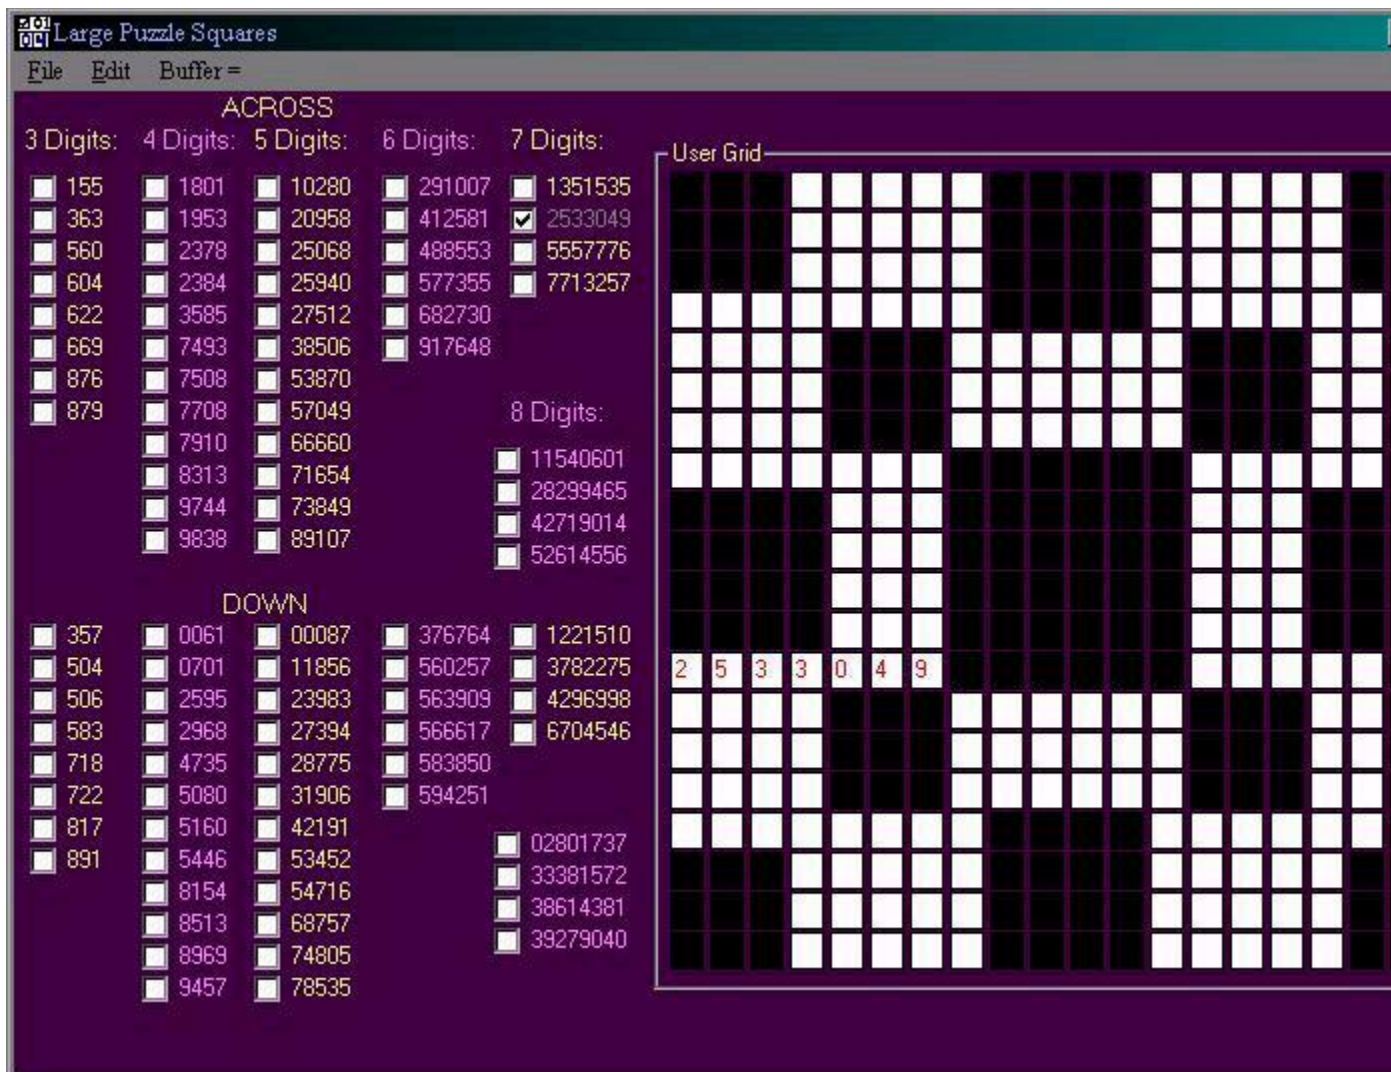 Large Puzzle Squares
File Edit Buffer =
ACROSS
3 Digits: 4 Digits: 5 Digits: 6 Digits: 7 Digits:
User Grid
155 1801 10280 291007 1351535
363 1953 20958 412581 2533049
560 2378 25068 488553 5557776
604 2384 25940 577355 7713257
622 3585 27512 682730
669 7493 38506 917648
876 7508 53870
879 7708 57049 8 Digits:
7910 66660
8313 71654 11540601
9744 73849 28299465
9838 89107 42719014
52614556
DOWN
357 0061 00087 376764 1221510
504 0701 11856 560257 3782275
506 2595 23983 563909 4296998
583 2968 27394 566617 6704546
718 4735 28775 583850
722 5080 31906 594251
817 5160 42191
891 5446 53452 02801737
8154 54716 33381572
8513 68757 38614381
8969 74805 39279040
9457 78535
2 5 3 3 0 4 9